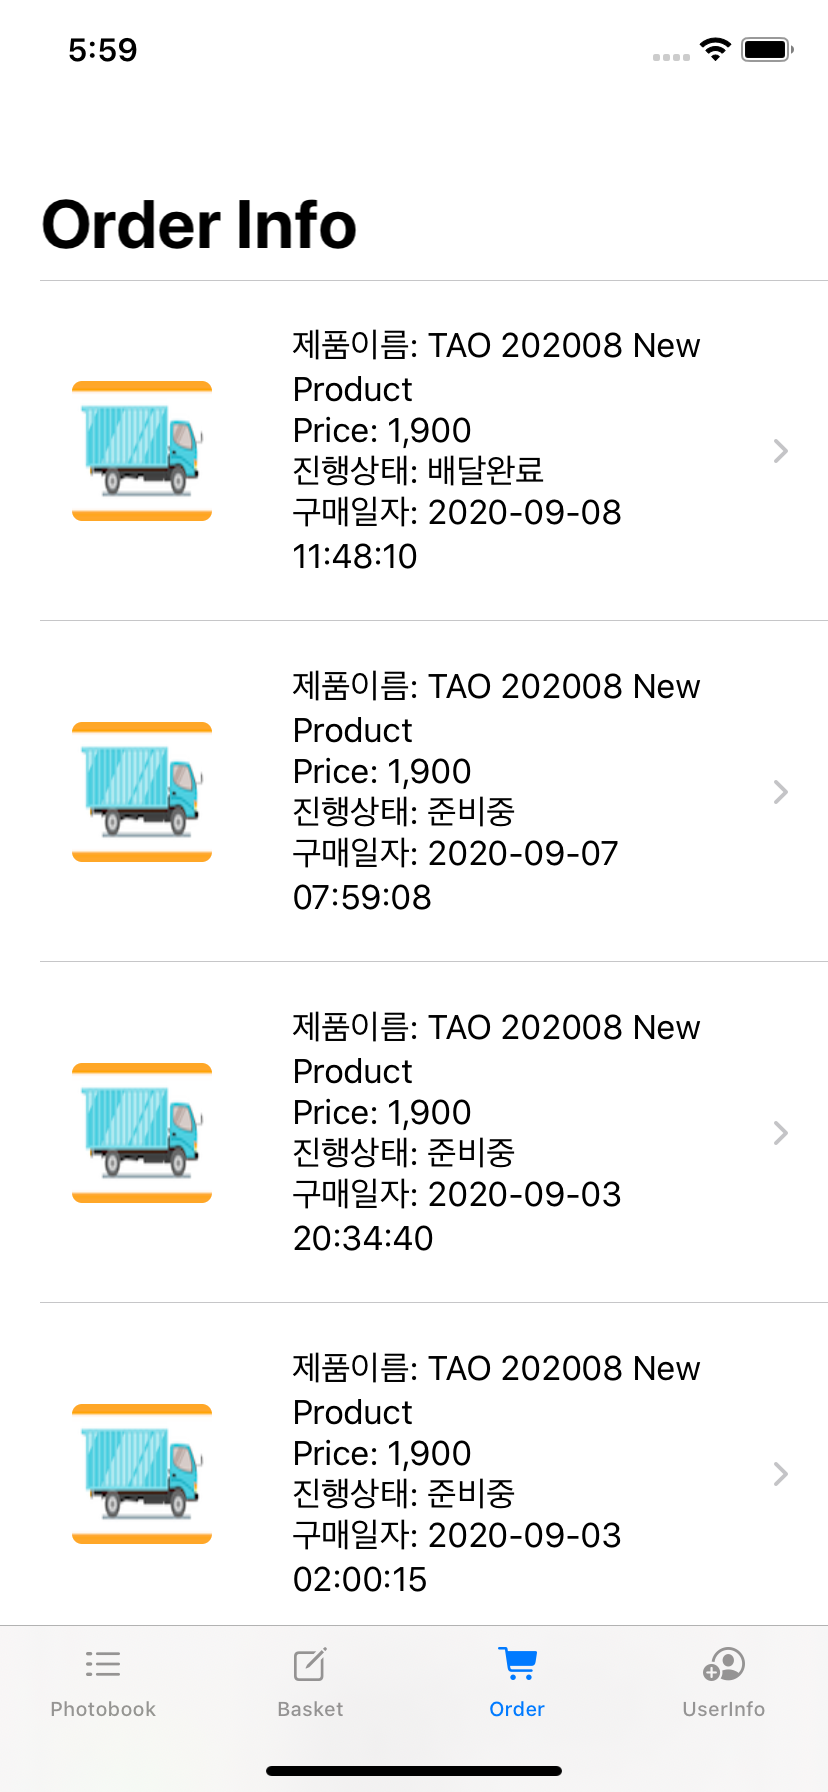 5:59
Order Info
제품이름: TAO 202008 New
Product
Price: 1,900
진행상태: 배달완료
구매일자: 2020-09-08
11:48:10
제품이름: TAO 202008 New
Product
Price: 1,900
진행상태: 준비중
구매일자: 2020-09-07
07:59:08
제품이름: TAO 202008 New
Product
Price: 1,900
진행상태: 준비중
구매일자: 2020-09-03
20:34:40
제품이름: TAO 202008 New
Product
Price: 1,900
진행상태: 준비중
구매일자: 2020-09-03
02:00:15
Photobook
Basket
Order
UserInfo